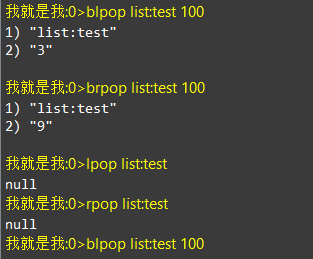 我就是我:0>blpop list:test 100
1) "list:test"
2) "3"
我就是我:0>brpop list:test 100
1) "list:test"
2) "9"
我就是我:0>lpop list:test
null
我就是我:0>rpop list:test
null
我就是我:0>blpop list:test 100